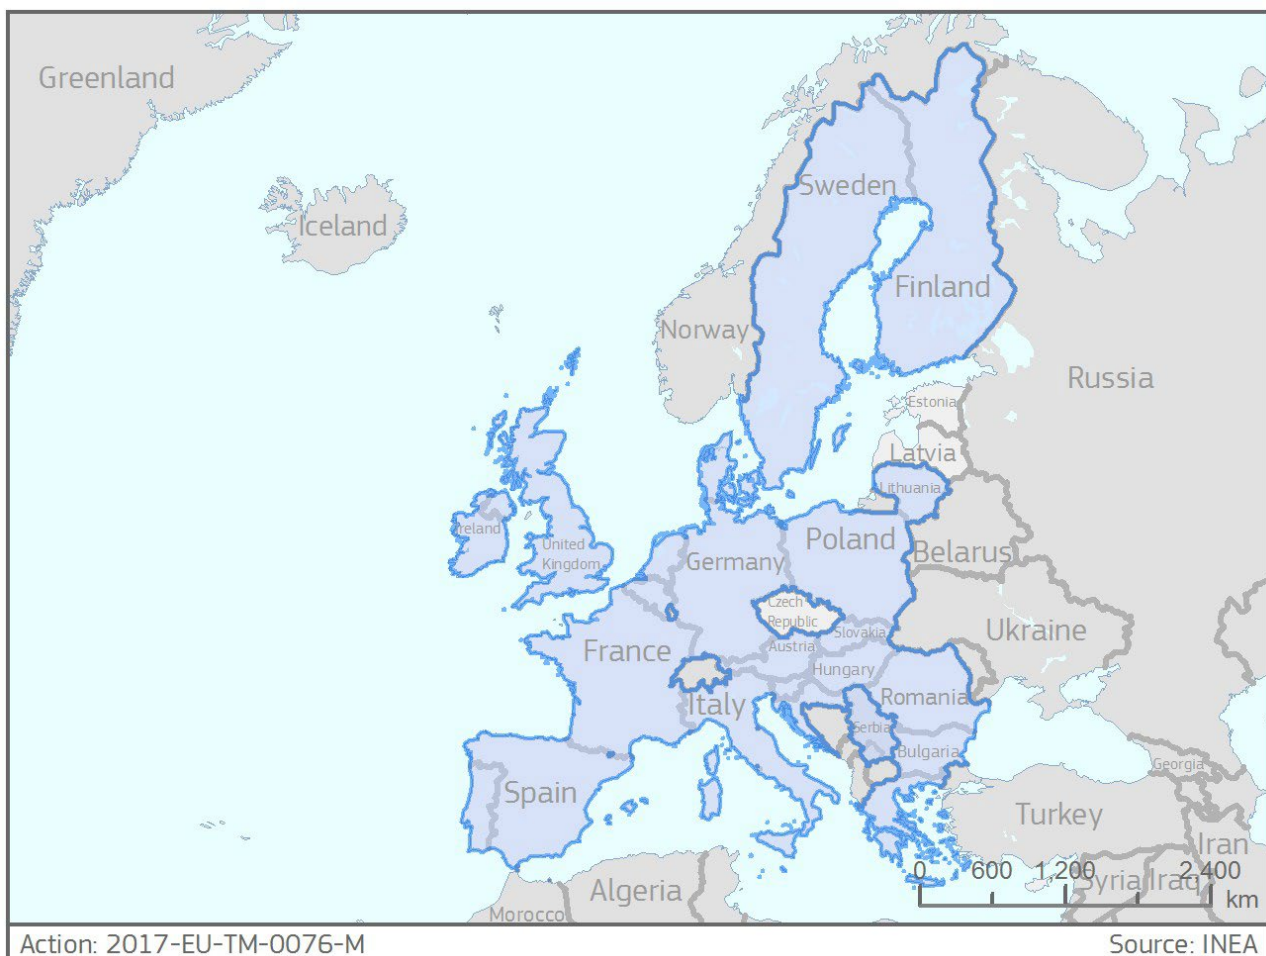 Greenland
Sweden
Iceland
Finland
Norway
Russia
Estonia
Latvia
Lithuania
Ireland
United
Kingdom
Poland
Belarus
Germany
Czech
Republic
Ukraine
Slovakia
Austria
France
Hungary
Romania
Italy
Serbia
Bulgaria
Georgia
Spain
Turkey
Iran
0 600 1,200 2,400
km
Syria
Iraq
Algeria
Morocco
Action: 2017-EU-TM-0076-M
Source: INEA